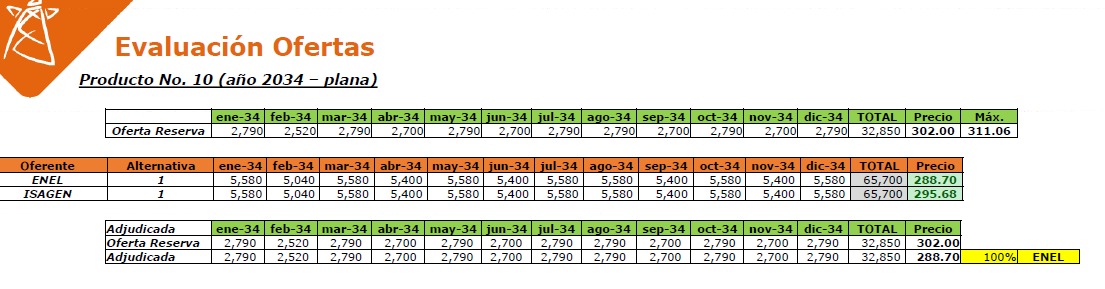 Evaluación Ofertas
Producto No. 10 (año 2034 – plana)
ene-34 feb-34 mar-34 abr-34 may-34 jun-34 jul-34 ago-34 sep-34 oct-34 nov-34 dic-34 TOTAL Precio Máx.
Oferta Reserva 2,790 2,520 2,790 2,700 2,790 2,700 2,790 2,790 2,700 2,790 2,700 2,790 32,850 302.00 311.06
Oferente Alternativa ene-34 feb-34 mar-34 abr-34 may-34 jun-34 jul-34 ago-34 sep-34 oct-34 nov-34 dic-34 TOTAL Precio
ENEL 1 5,580 5,040 5,580 5,400 5,580 5,400 5,580 5,580 5,400 5,580 5,400 5,580 65,700 288.70
ISAGEN 1 5,580 5,040 5,580 5,400 5,580 5,400 5,580 5,580 5,400 5,580 5,400 5,580 65,700 295.68
Adjudicada ene-34 feb-34 mar-34 abr-34 may-34 jun-34 jul-34 ago-34 sep-34 oct-34 nov-34 dic-34 TOTAL Precio
Oferta Reserva 2,790 2,520 2,790 2,700 2,790 2,700 2,790 2,790 2,700 2,790 2,700 2,790 32,850 302.00
Adjudicada 2,790 2,520 2,790 2,700 2,790 2,700 2,790 2,790 2,700 2,790 2,700 2,790 32,850 288.70 100% ENEL